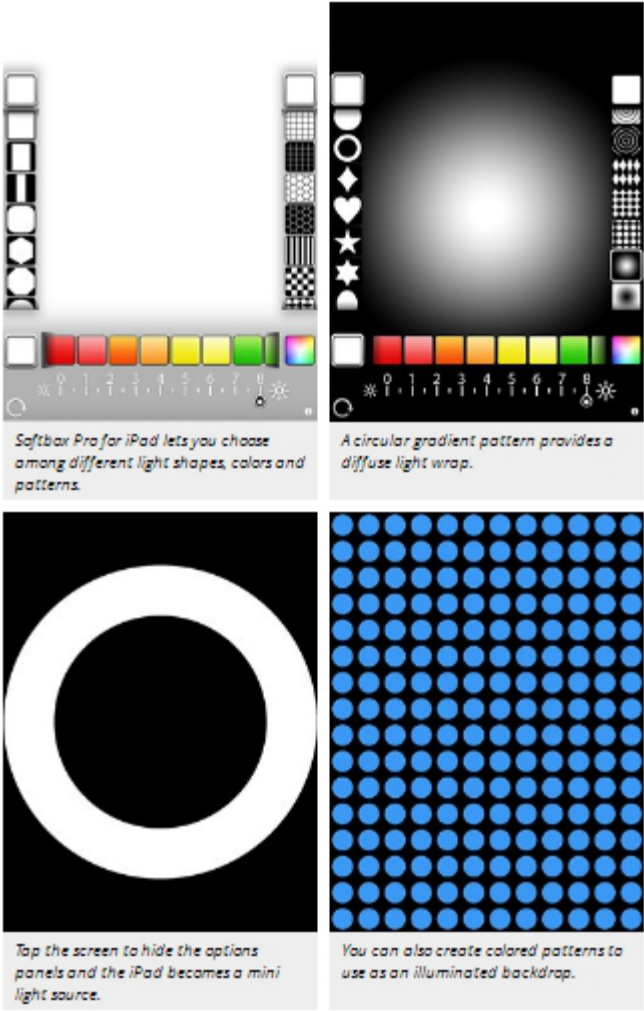 0 1 2 3 4 5 6 7 8
Softbox Pro for iPad lets you choose
among different light shapes, colors and
patterns.
0 1 2 3 4 5 6 7 8
A circular gradient pattern provides a
diffuse light wrap.
Tap the screen to hide the options
panels and the iPad becomes a mini
light source.
You can also create colored patterns to
use as an illuminated backdrop.